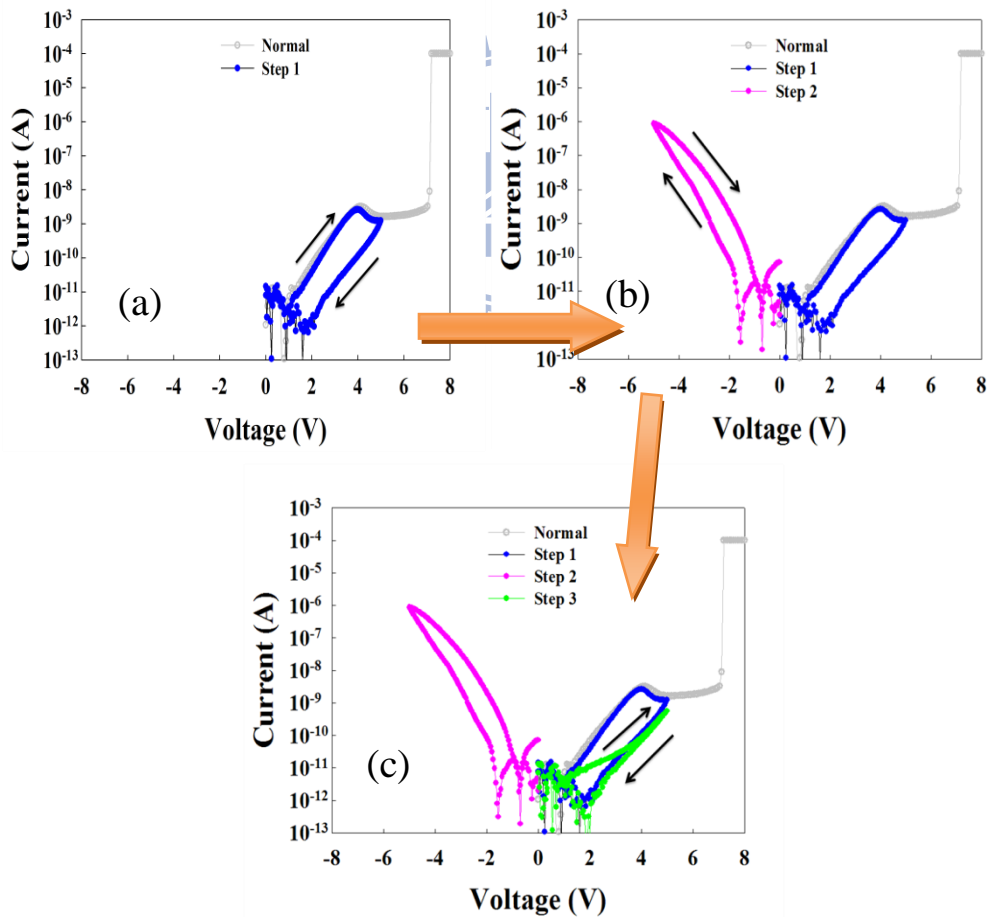 10-3
10-4
10-5
10-6
10-7
10-8
10-9
10-10
10-11
10-12
10-13
Current (A)
Normal
Step 1
(a)
-8 -6 -4 -2 0 2 4 6 8
Voltage (V)
10-3
10-4
10-5
10-6
10-7
10-8
10-9
10-10
10-11
10-12
10-13
Current (A)
Normal
Step 1
Step 2
(b)
-8 -6 -4 -2 0 2 4 6 8
Voltage (V)
10-3
10-4
10-5
10-6
10-7
10-8
10-9
10-10
10-11
10-12
10-13
Current (A)
Normal
Step 1
Step 2
Step 3
(c)
-8 -6 -4 -2 0 2 4 6 8
Voltage (V)